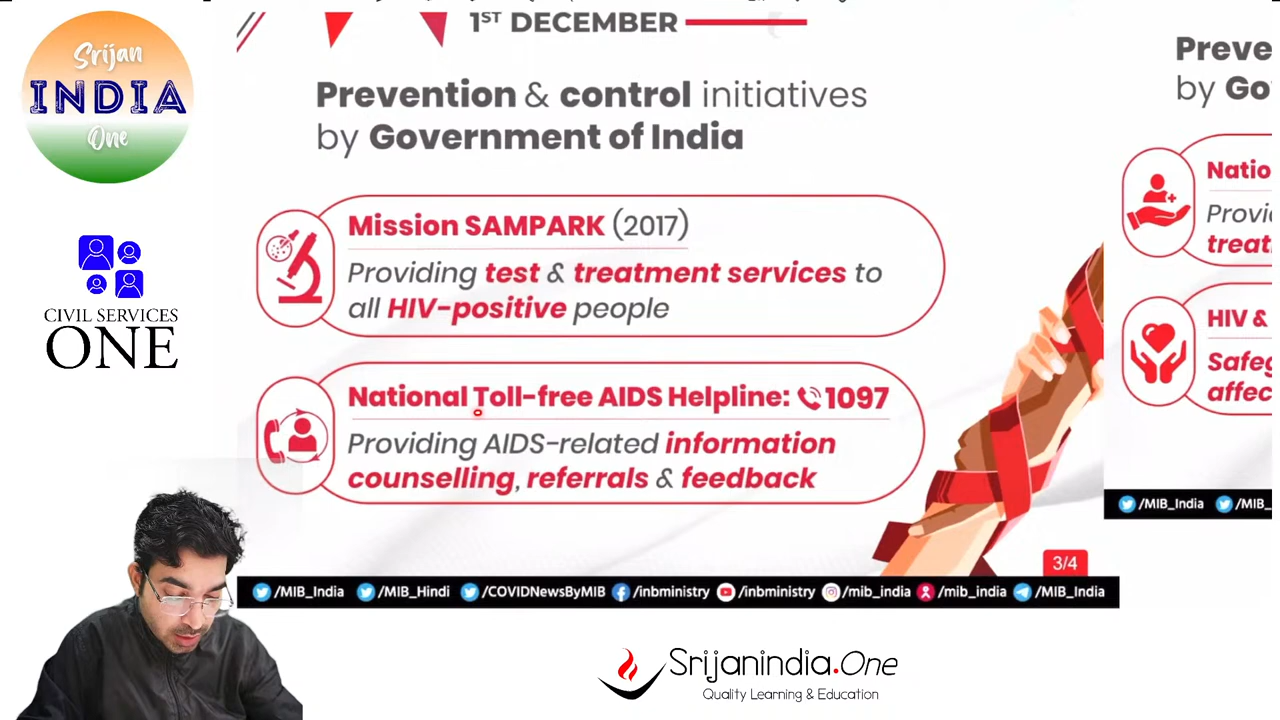 Srijan
INDIA
One
CIVIL SERVICES
ONE
1ST DECEMBER
Prevention & control initiatives
by Government of India
Mission SAMPARK (2017)
Providing test & treatment services to
all HIV-positive people
National Toll-free AIDS Helpline: 1097
Providing AIDS-related information
counselling, referrals & feedback
3/4
/MIB_India /MIB_Hindi /COVIDNewsByMIB /inbministry /inbministry /mib_india /mib_india /MIB_India
Preve
by Go
Natio
Provi
treat
HIV &
Safeg
affec
/MIB_India /MIB_
Srijanindia.One
Quality Learning & Education